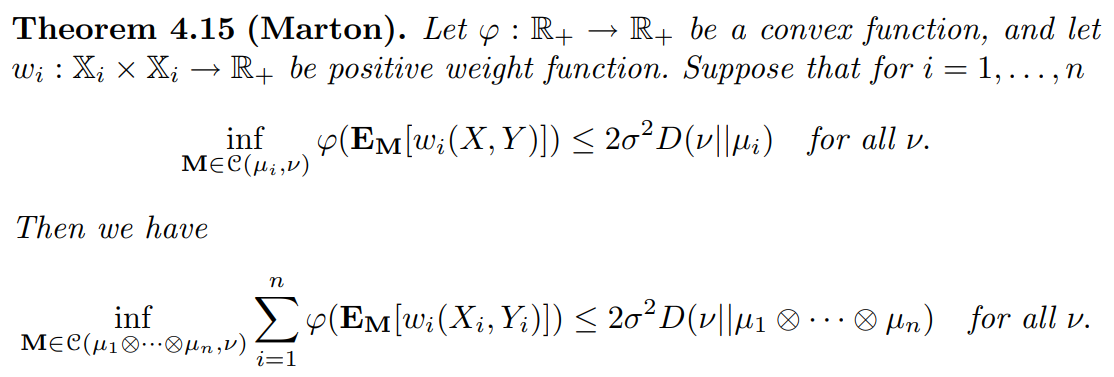 Theorem 4.15 (Marton). Let φ : ℝ₊ → ℝ₊ be a convex function, and let
wᵢ : 𝕏ᵢ × 𝕏ᵢ → ℝ₊ be positive weight function. Suppose that for i = 1, . . . , n
inf_{M∈𝒞(μᵢ,ν)} φ(E_M[wᵢ(X, Y)]) ≤ 2σ²D(ν||μᵢ) for all ν.
Then we have
inf_{M∈𝒞(μ₁⊗···⊗μₙ,ν)} ∑_{i=1}^{n} φ(E_M[wᵢ(Xᵢ, Yᵢ)]) ≤ 2σ²D(ν||μ₁ ⊗ · · · ⊗ μₙ) for all ν.